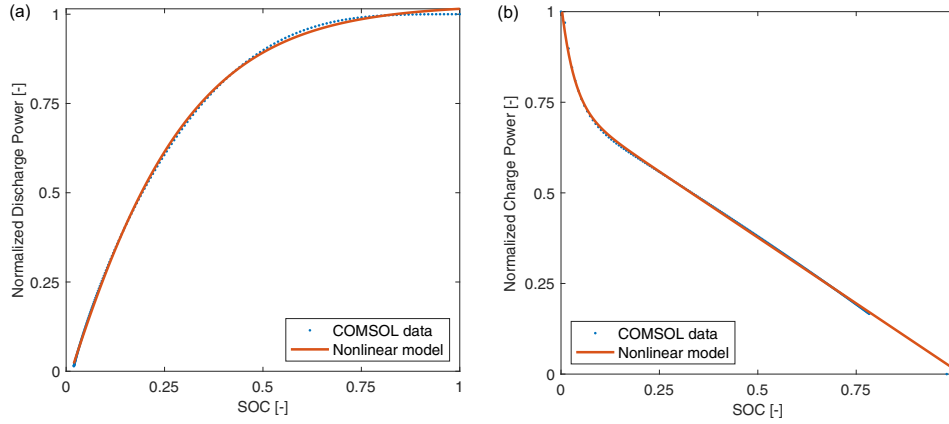 (a)
Normalized Discharge Power [-]
1
0.75
0.5
0.25
0
0
0.25
0.5
0.75
1
SOC [-]
COMSOL data
Nonlinear model
(b)
Normalized Charge Power [-]
1
0.75
0.5
0.25
0
0
0.25
0.5
0.75
SOC [-]
COMSOL data
Nonlinear model